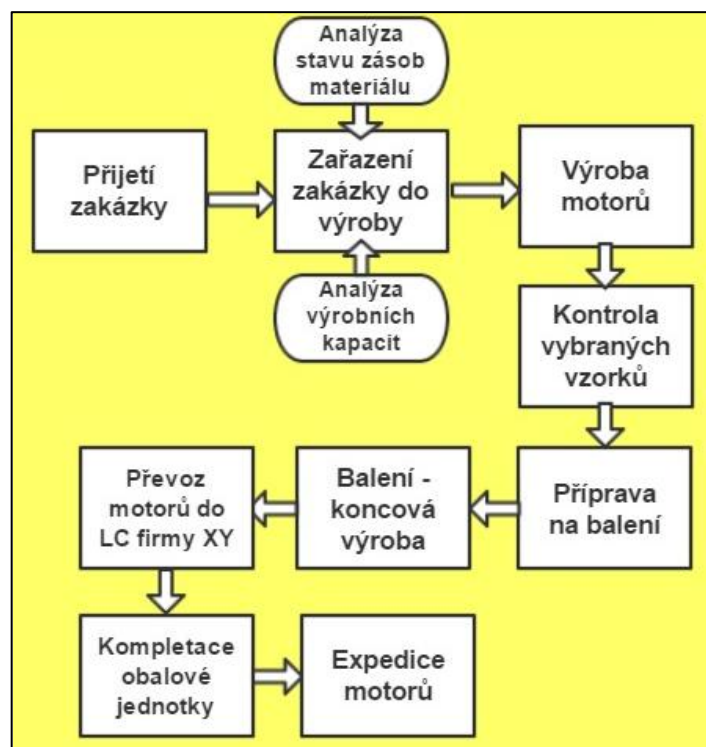 Analýza
stavu zásob
materiálu
Přijetí
zakázky
Zařazení
zakázky do
výroby
Výroba
motorů
Analýza
výrobních
kapacit
Kontrola
vybraných
vzorků
Příprava
na balení
Balení -
koncová
výroba
Převoz
motorů do
LC firmy XY
Kompletace
obalové
jednotky
Expedice
motorů